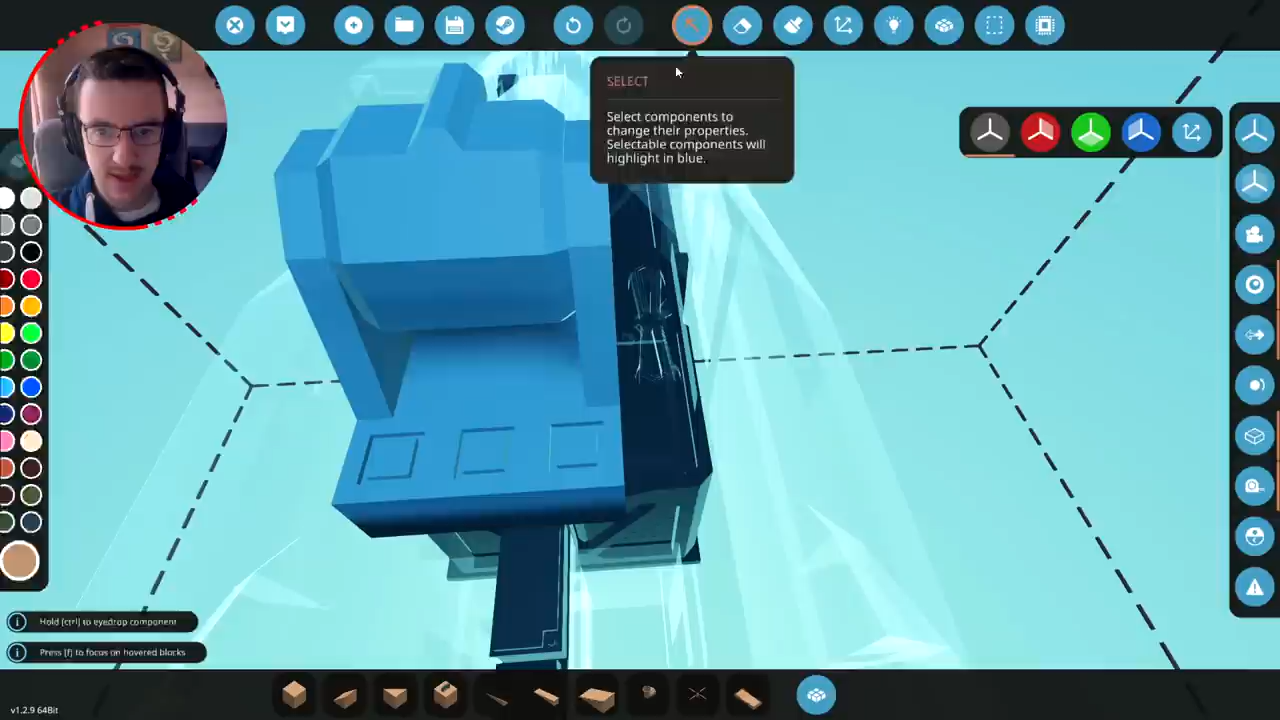 SELECT
Select components to
change their properties.
Selectable components will
highlight in blue.
Hold [ctrl] to eyedrop component
Press [f] to focus on hovered blocks
v1.2.9 64Bit